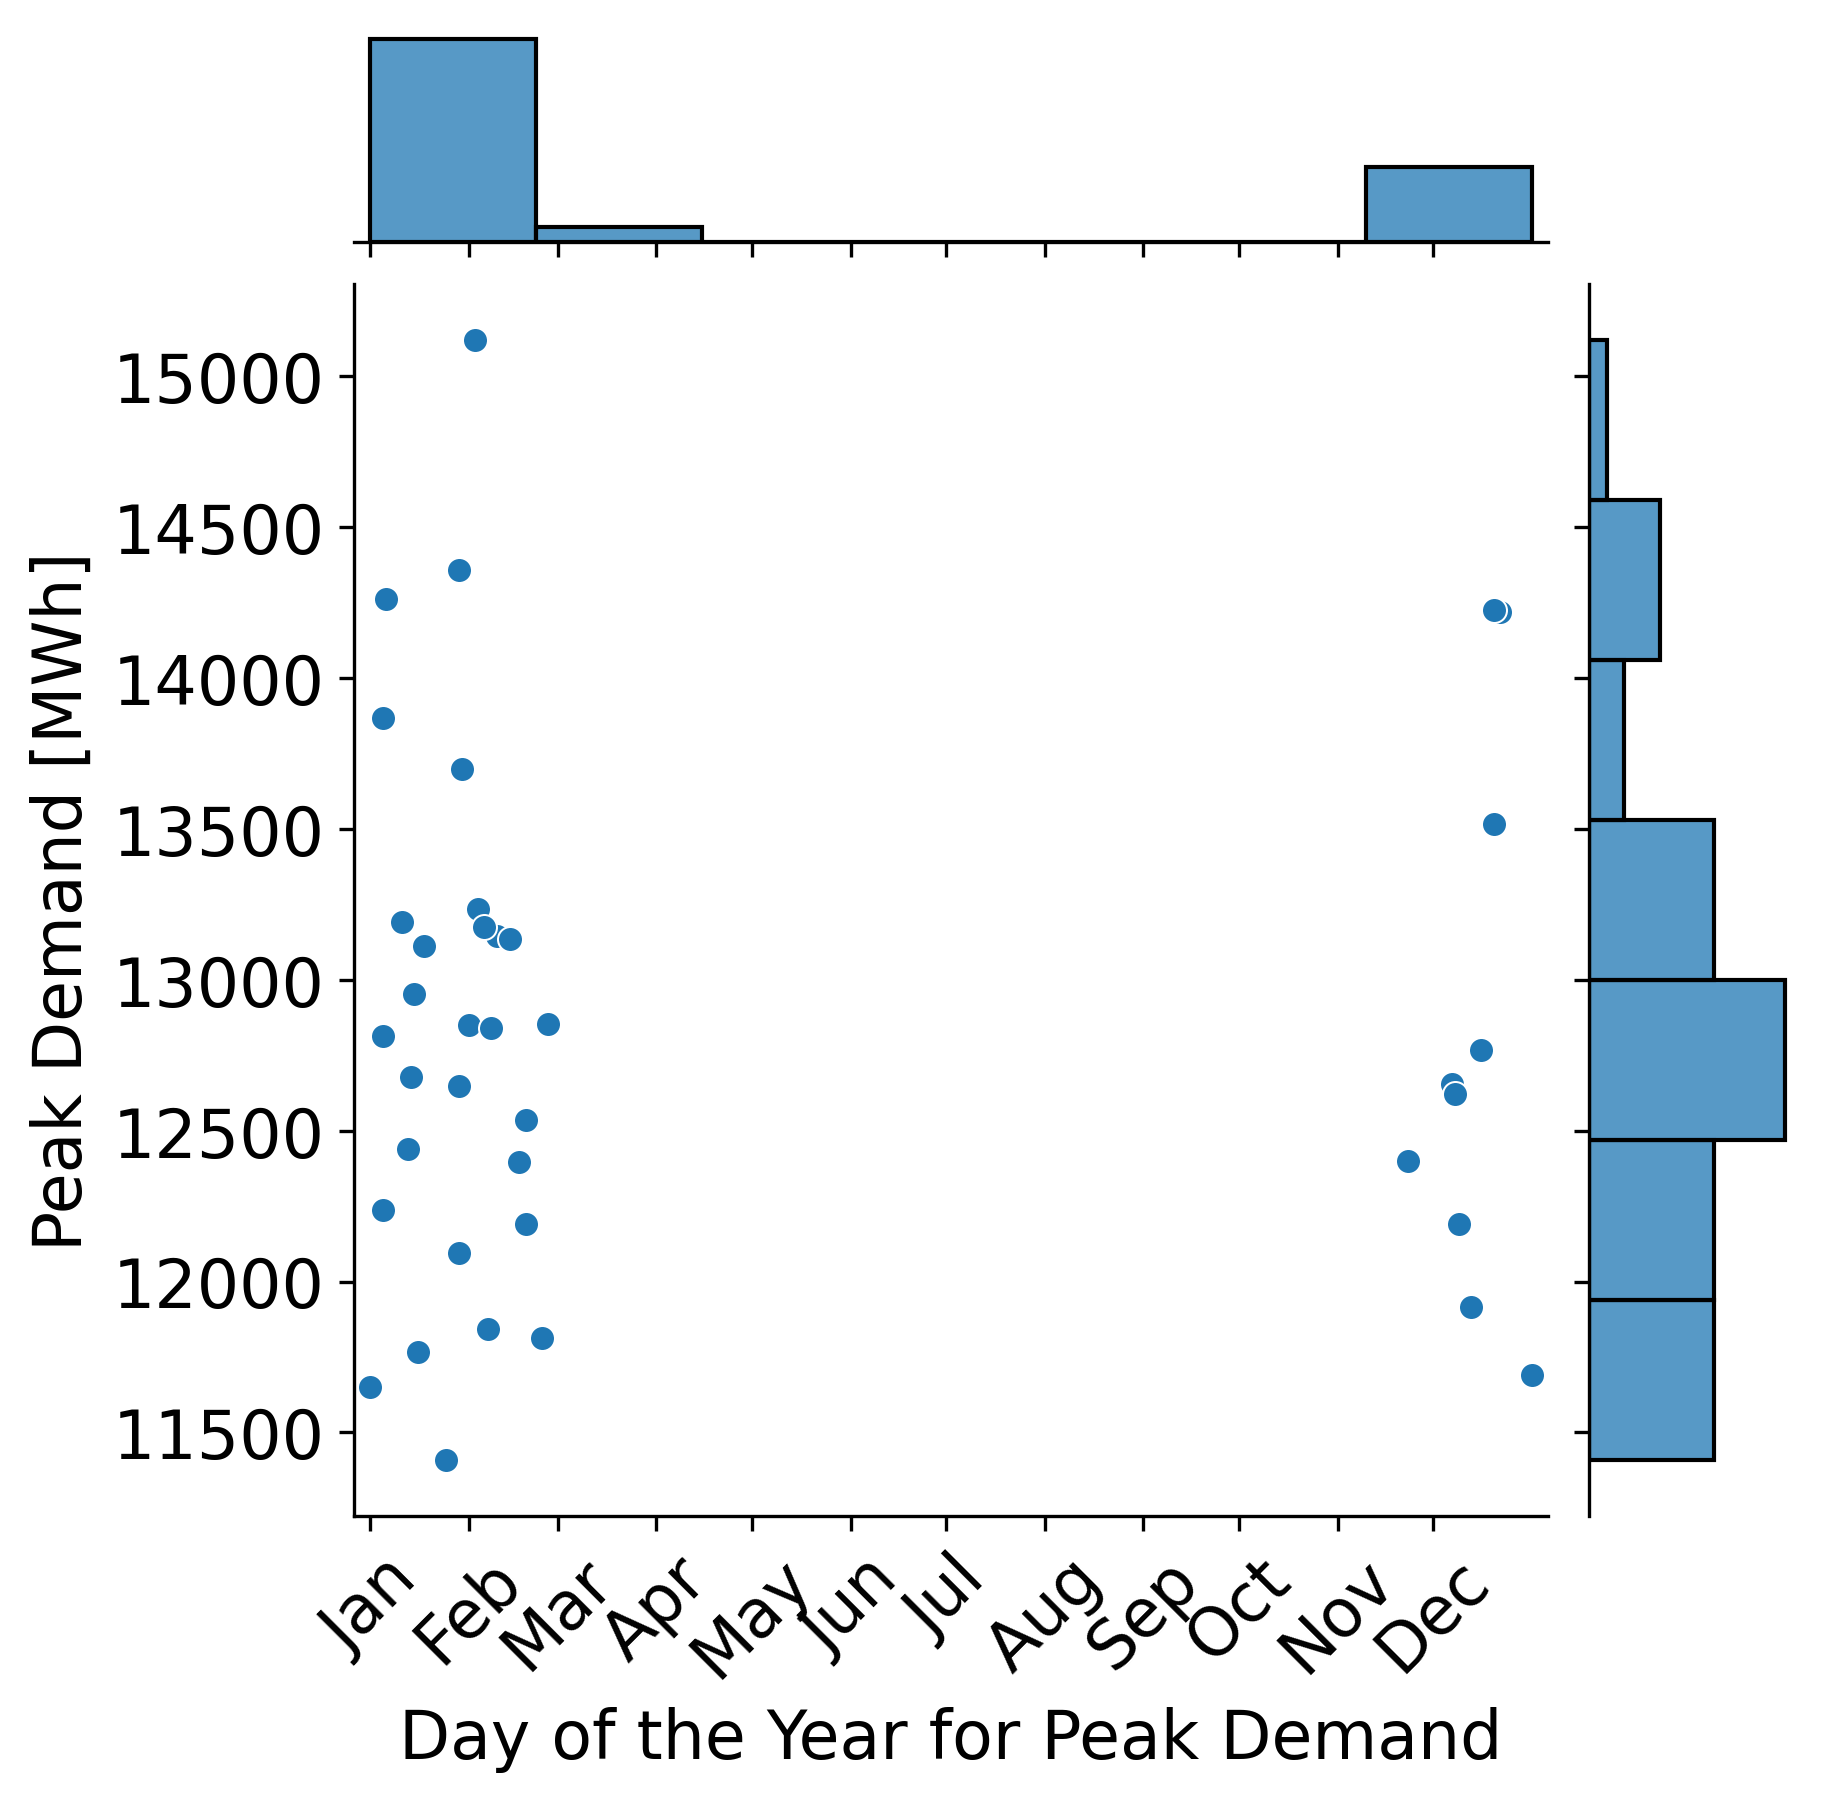 15000
14500
14000
13500
13000
12500
12000
11500
Peak Demand [MWh]
Jan Feb Mar Apr May Jun Jul Aug Sep Oct Nov Dec
Day of the Year for Peak Demand